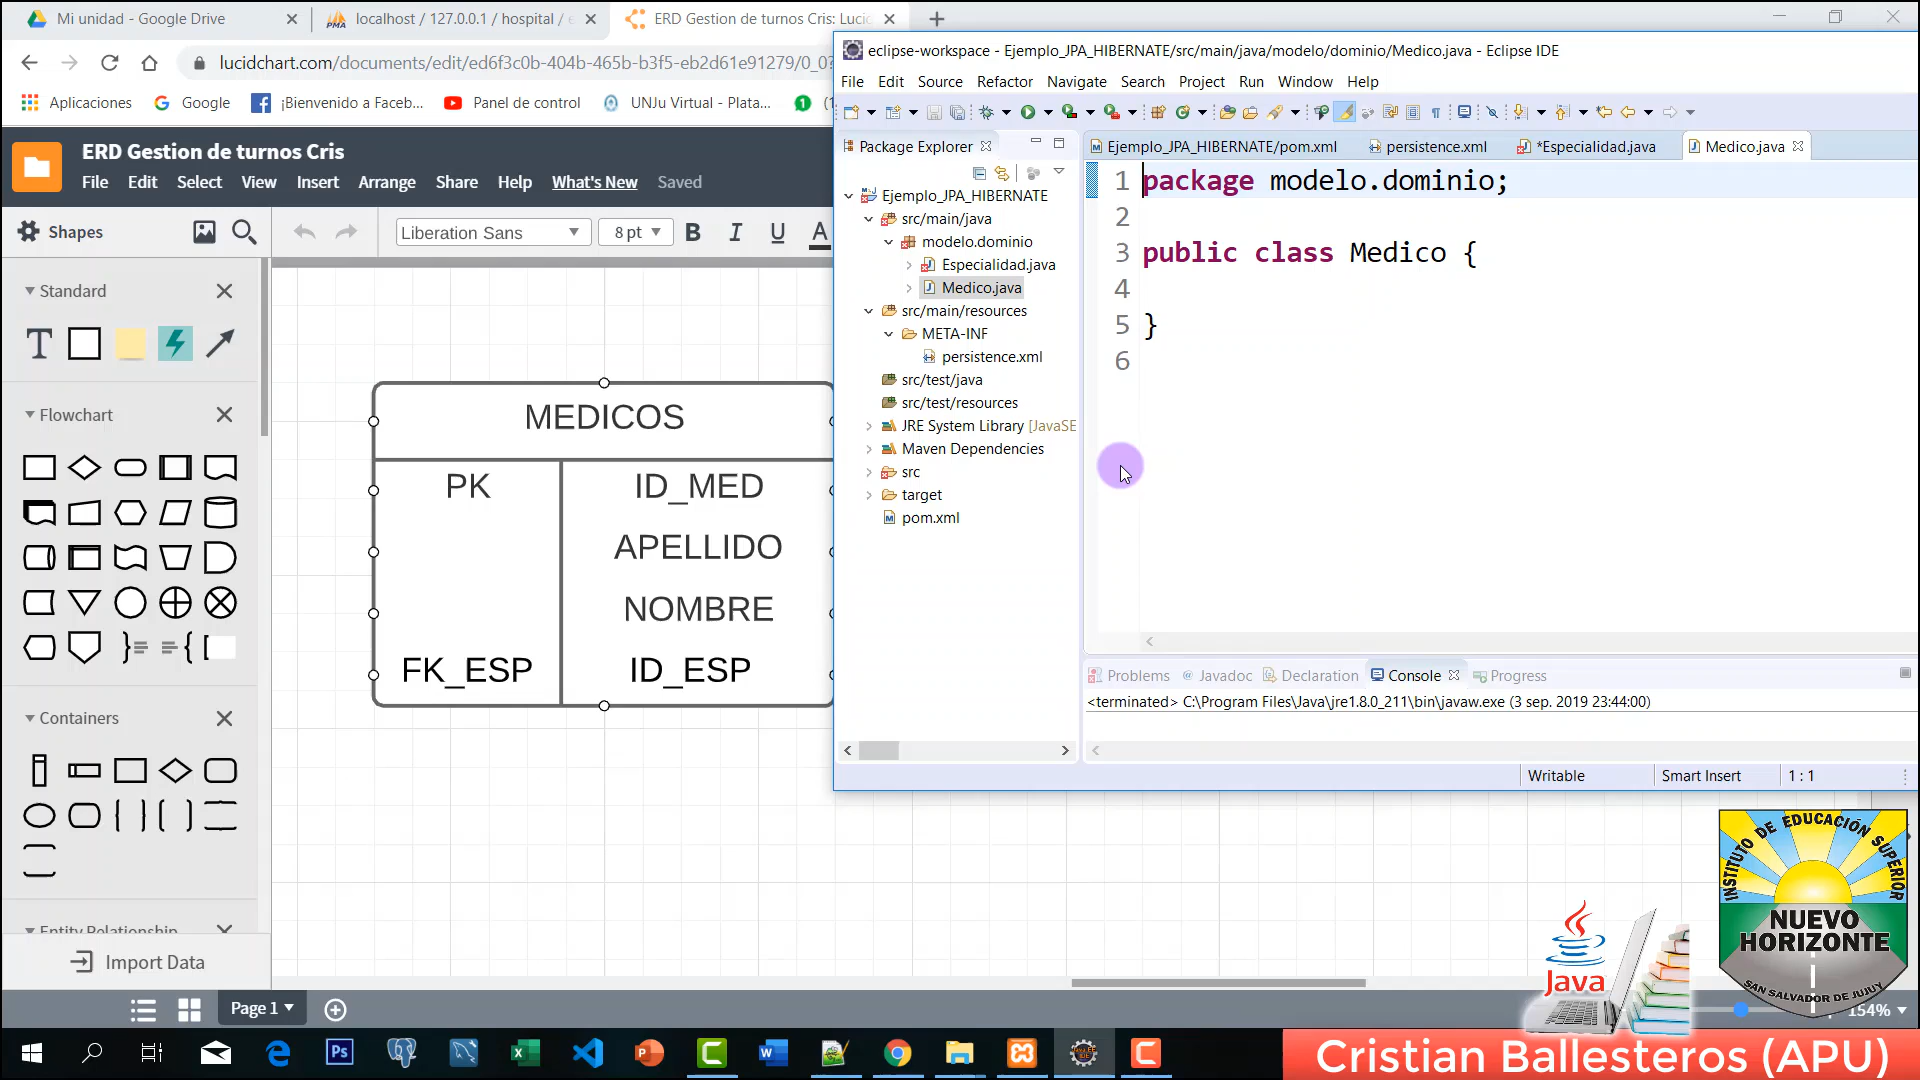 Mi unidad - Google Drive
localhost / 127.0.0.1 / hospital / e
ERD Gestion de turnos Cris: Lucid
lucidchart.com/documents/edit/ed6f3c0b-404b-465b-b3f5-eb2d61e91279/0_0?
Aplicaciones
Google
¡Bienvenido a Faceb...
Panel de control
UNJu Virtual - Plata...
ERD Gestion de turnos Cris
File Edit Select View Insert Arrange Share Help What's New Saved
Shapes
Liberation Sans
8 pt
B I U A
Standard
T
Flowchart
Containers
Entity Relationship
Import Data
MEDICOS
PK ID_MED
APELLIDO
NOMBRE
FK_ESP ID_ESP
Page 1
154%
eclipse-workspace - Ejemplo_JPA_HIBERNATE/src/main/java/modelo/dominio/Medico.java - Eclipse IDE
File Edit Source Refactor Navigate Search Project Run Window Help
Package Explorer
Ejemplo_JPA_HIBERNATE
src/main/java
modelo.dominio
Especialidad.java
Medico.java
src/main/resources
META-INF
persistence.xml
src/test/java
src/test/resources
JRE System Library [JavaSE
Maven Dependencies
src
target
pom.xml
Ejemplo_JPA_HIBERNATE/pom.xml
persistence.xml
*Especialidad.java
Medico.java
1 package modelo.dominio;
2
3 public class Medico {
4
5 }
6
Problems
Javadoc
Declaration
Console
Progress
<terminated> C:\Program Files\Java\jre1.8.0_211\bin\javaw.exe (3 sep. 2019 23:44:00)
Writable
Smart Insert
1 : 1
INSTITUTO DE EDUCACIÓN SUPERIOR
NUEVO
HORIZONTE
SAN SALVADOR DE JUJUY
Java
Cristian Ballesteros (APU)